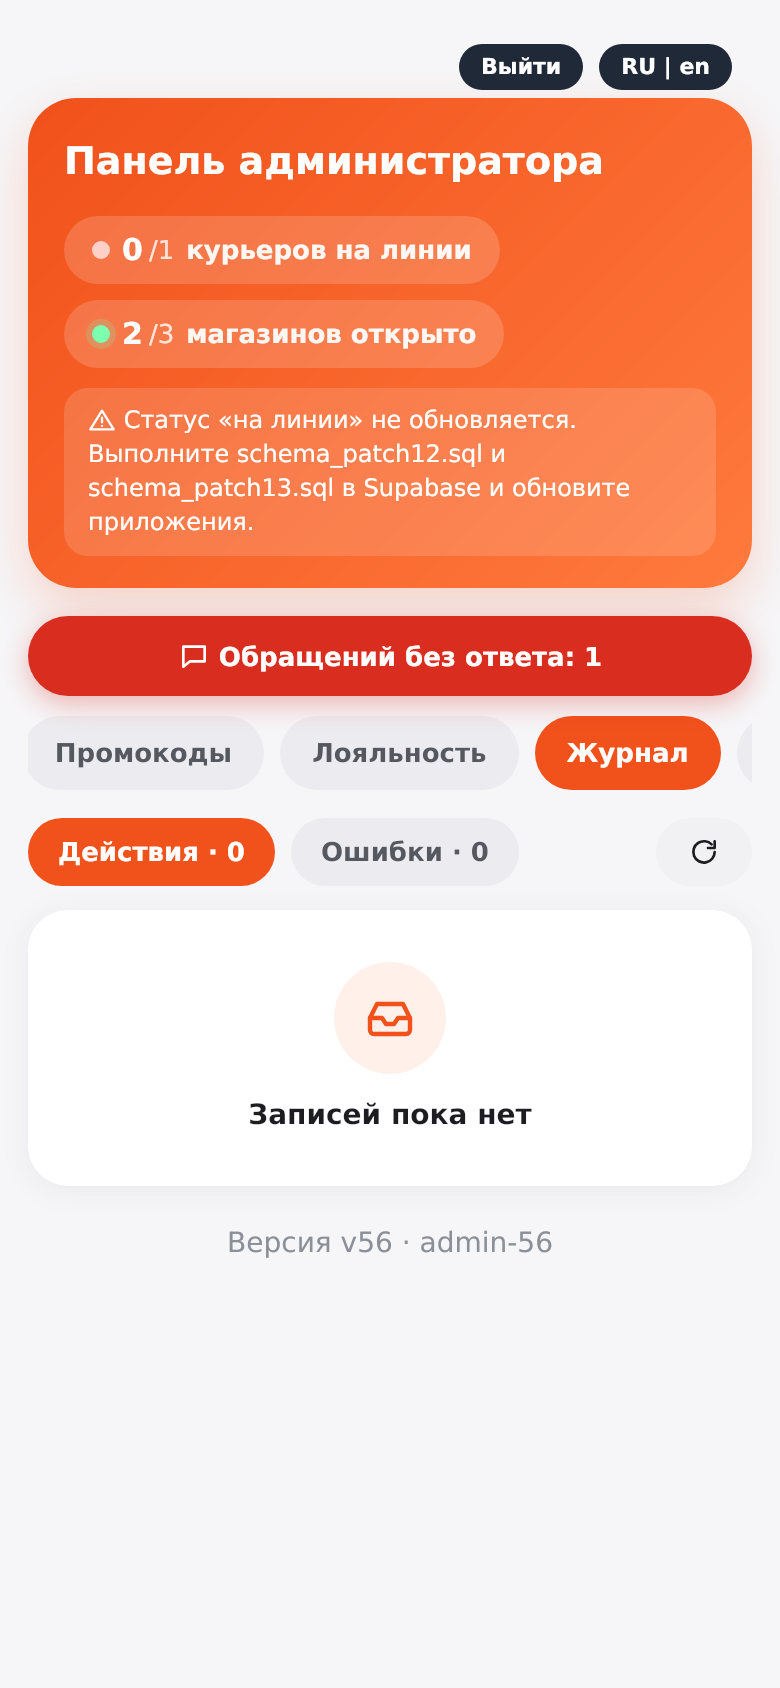 Выйти
RU | en
Панель администратора
0 /1 курьеров на линии
2 /3 магазинов открыто
Статус «на линии» не обновляется.
Выполните schema_patch12.sql и
schema_patch13.sql в Supabase и обновите
приложения.
Обращений без ответа: 1
Промокоды
Лояльность
Журнал
Действия · 0
Ошибки · 0
Записей пока нет
Версия v56 · admin-56